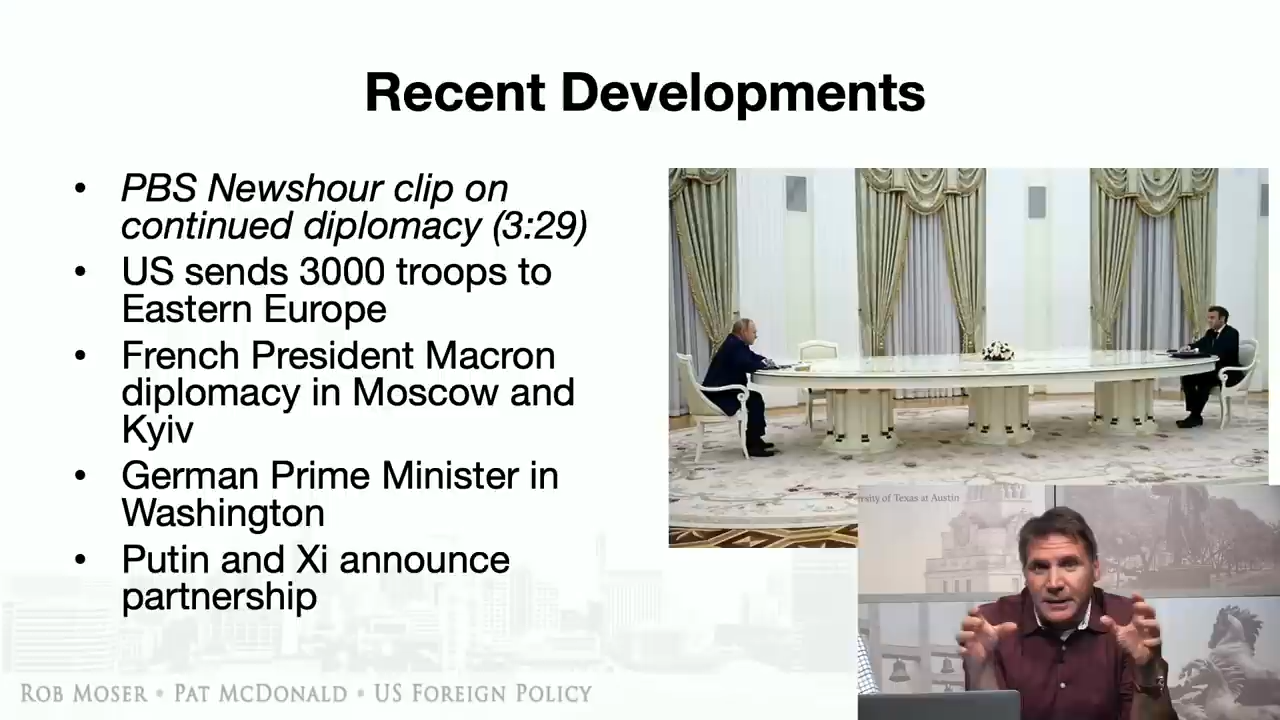 Recent Developments
• PBS Newshour clip on
continued diplomacy (3:29)
• US sends 3000 troops to
Eastern Europe
• French President Macron
diplomacy in Moscow and
Kyiv
• German Prime Minister in
Washington
• Putin and Xi announce
partnership
rsity of Texas at Austin
ROB MOSER • PAT MCDONALD • US FOREIGN POLICY